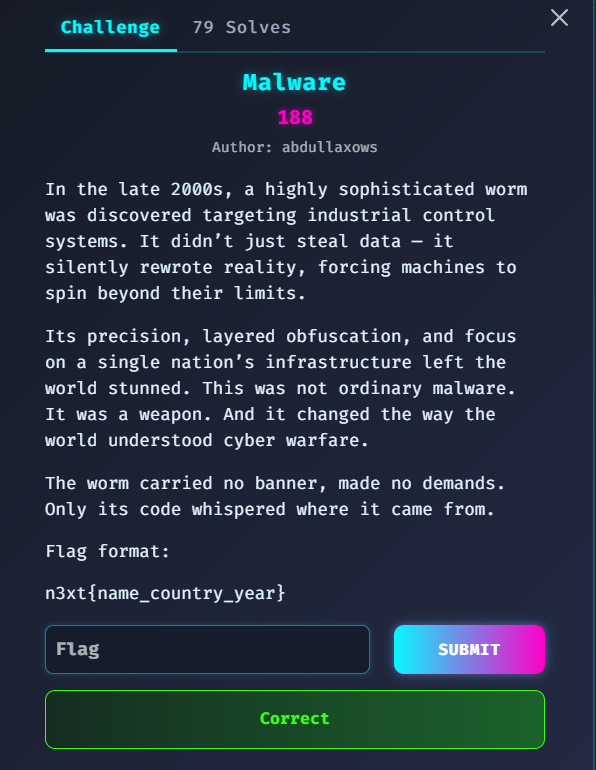 Challenge 79 Solves
Malware
188
Author: abdullaxows
In the late 2000s, a highly sophisticated worm
was discovered targeting industrial control
systems. It didn’t just steal data — it
silently rewrote reality, forcing machines to
spin beyond their limits.
Its precision, layered obfuscation, and focus
on a single nation’s infrastructure left the
world stunned. This was not ordinary malware.
It was a weapon. And it changed the way the
world understood cyber warfare.
The worm carried no banner, made no demands.
Only its code whispered where it came from.
Flag format:
n3xt{name_country_year}
Flag SUBMIT
Correct